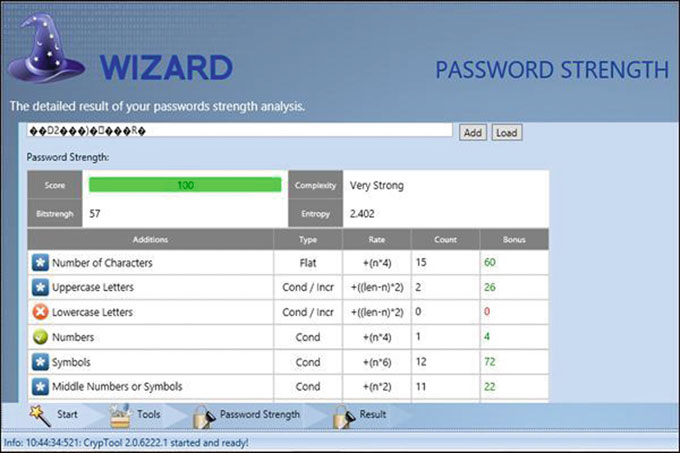 WIZARD
PASSWORD STRENGTH
The detailed result of your passwords strength analysis.
��D2���)�▯���R�
Add
Load
Password Strength:
Score 100 Complexity Very Strong
Bitstrengh 57 Entropy 2.402
Additions Type Rate Count Bonus
Number of Characters Flat +(n*4) 15 60
Uppercase Letters Cond / Incr +((len-n)*2) 2 26
Lowercase Letters Cond / Incr +((len-n)*2) 0 0
Numbers Cond +(n*4) 1 4
Symbols Cond +(n*6) 12 72
Middle Numbers or Symbols Cond +(n*2) 11 22
Start Tools Password Strength Result
Info: 10:44:34:521: CrypTool 2.0.6222.1 started and ready!